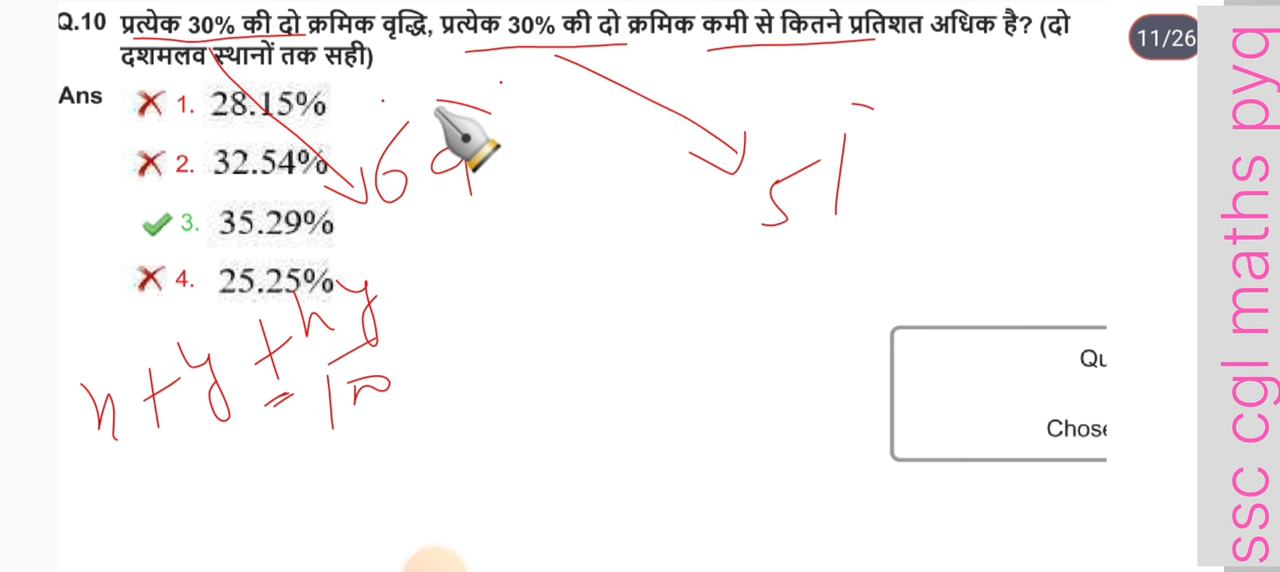 Q.10 प्रत्येक 30% की दो क्रमिक वृद्धि, प्रत्येक 30% की दो क्रमिक कमी से कितने प्रतिशत अधिक है? (दो
दशमलव स्थानों तक सही)
11/26
Ans
1. 28.15%
2. 32.54%
3. 35.29%
4. 25.25%
69
51
x + y ± xy/100
Qu
Chose
ssc cgl maths pyq